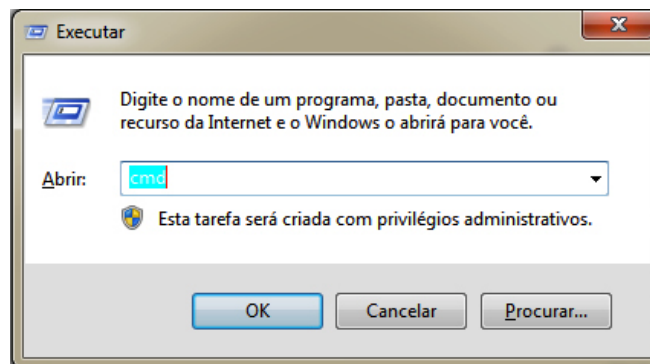 Executar
Digite o nome de um programa, pasta, documento ou
recurso da Internet e o Windows o abrirá para você.
Abrir:
cmd
Esta tarefa será criada com privilégios administrativos.
OK Cancelar Procurar...